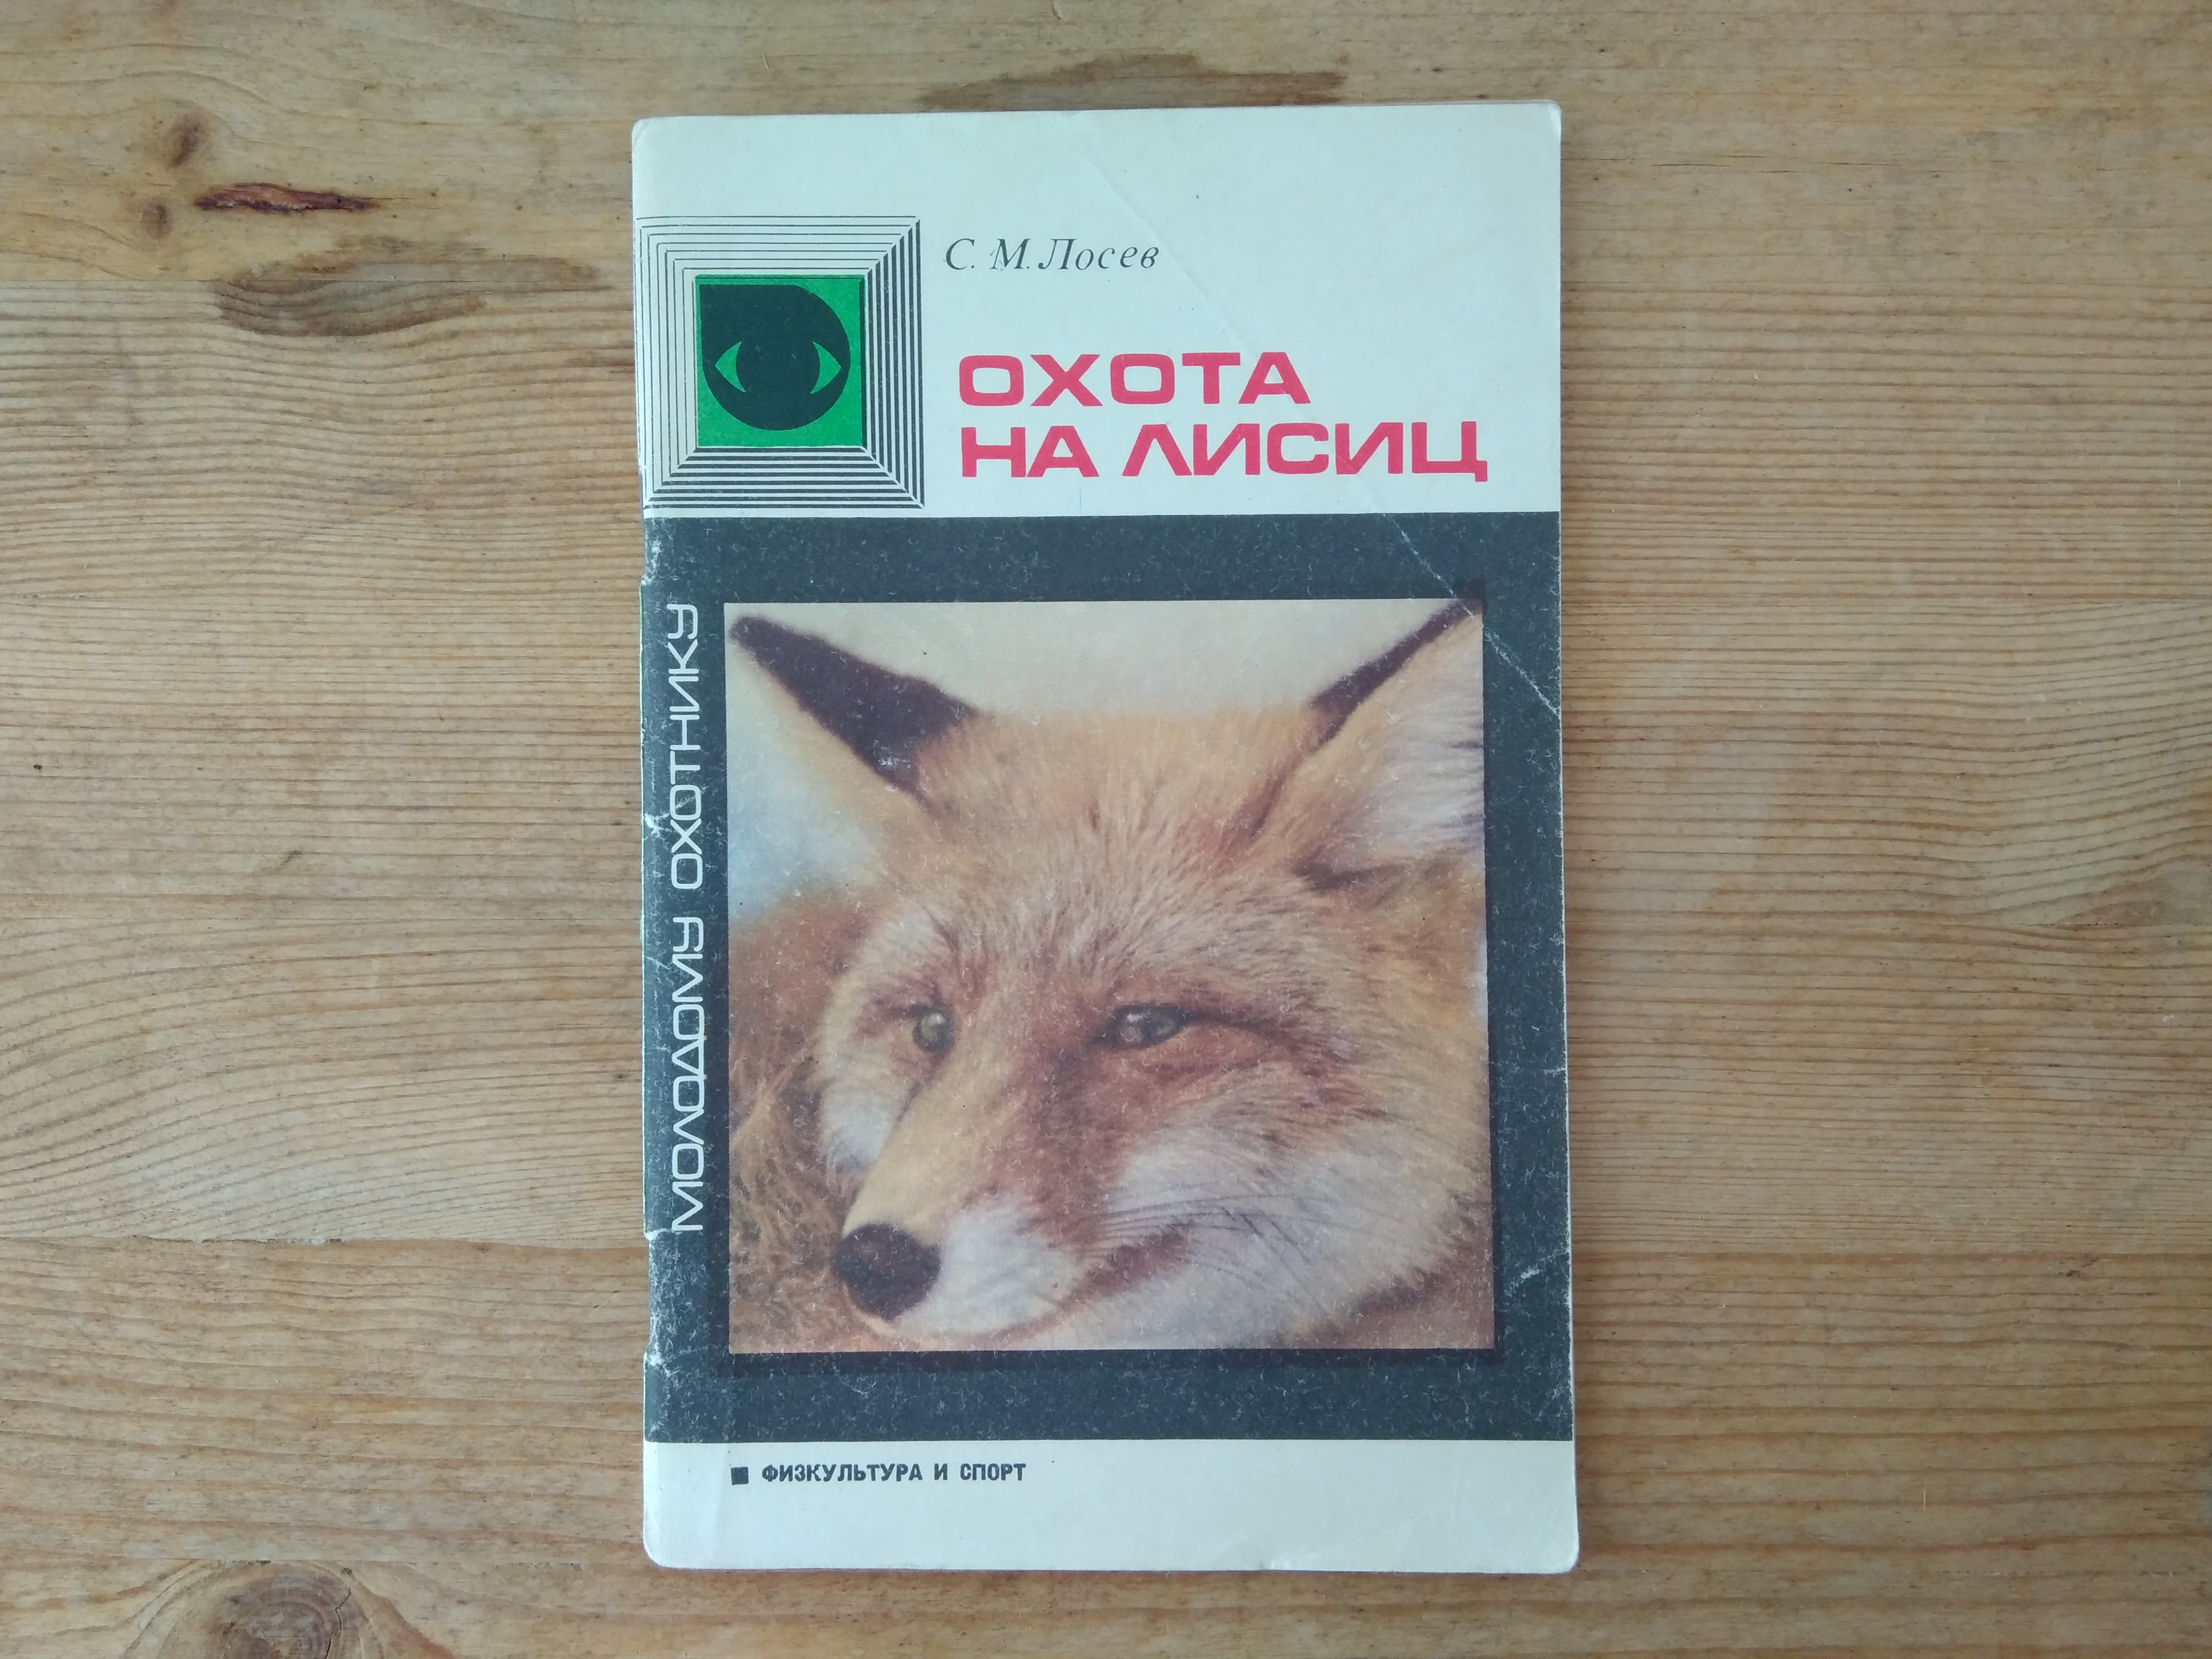 С. М. Лосев
ОХОТА
НА ЛИСИЦ
МОЛОДОМУ ОХОТНИКУ
ФИЗКУЛЬТУРА И СПОРТ